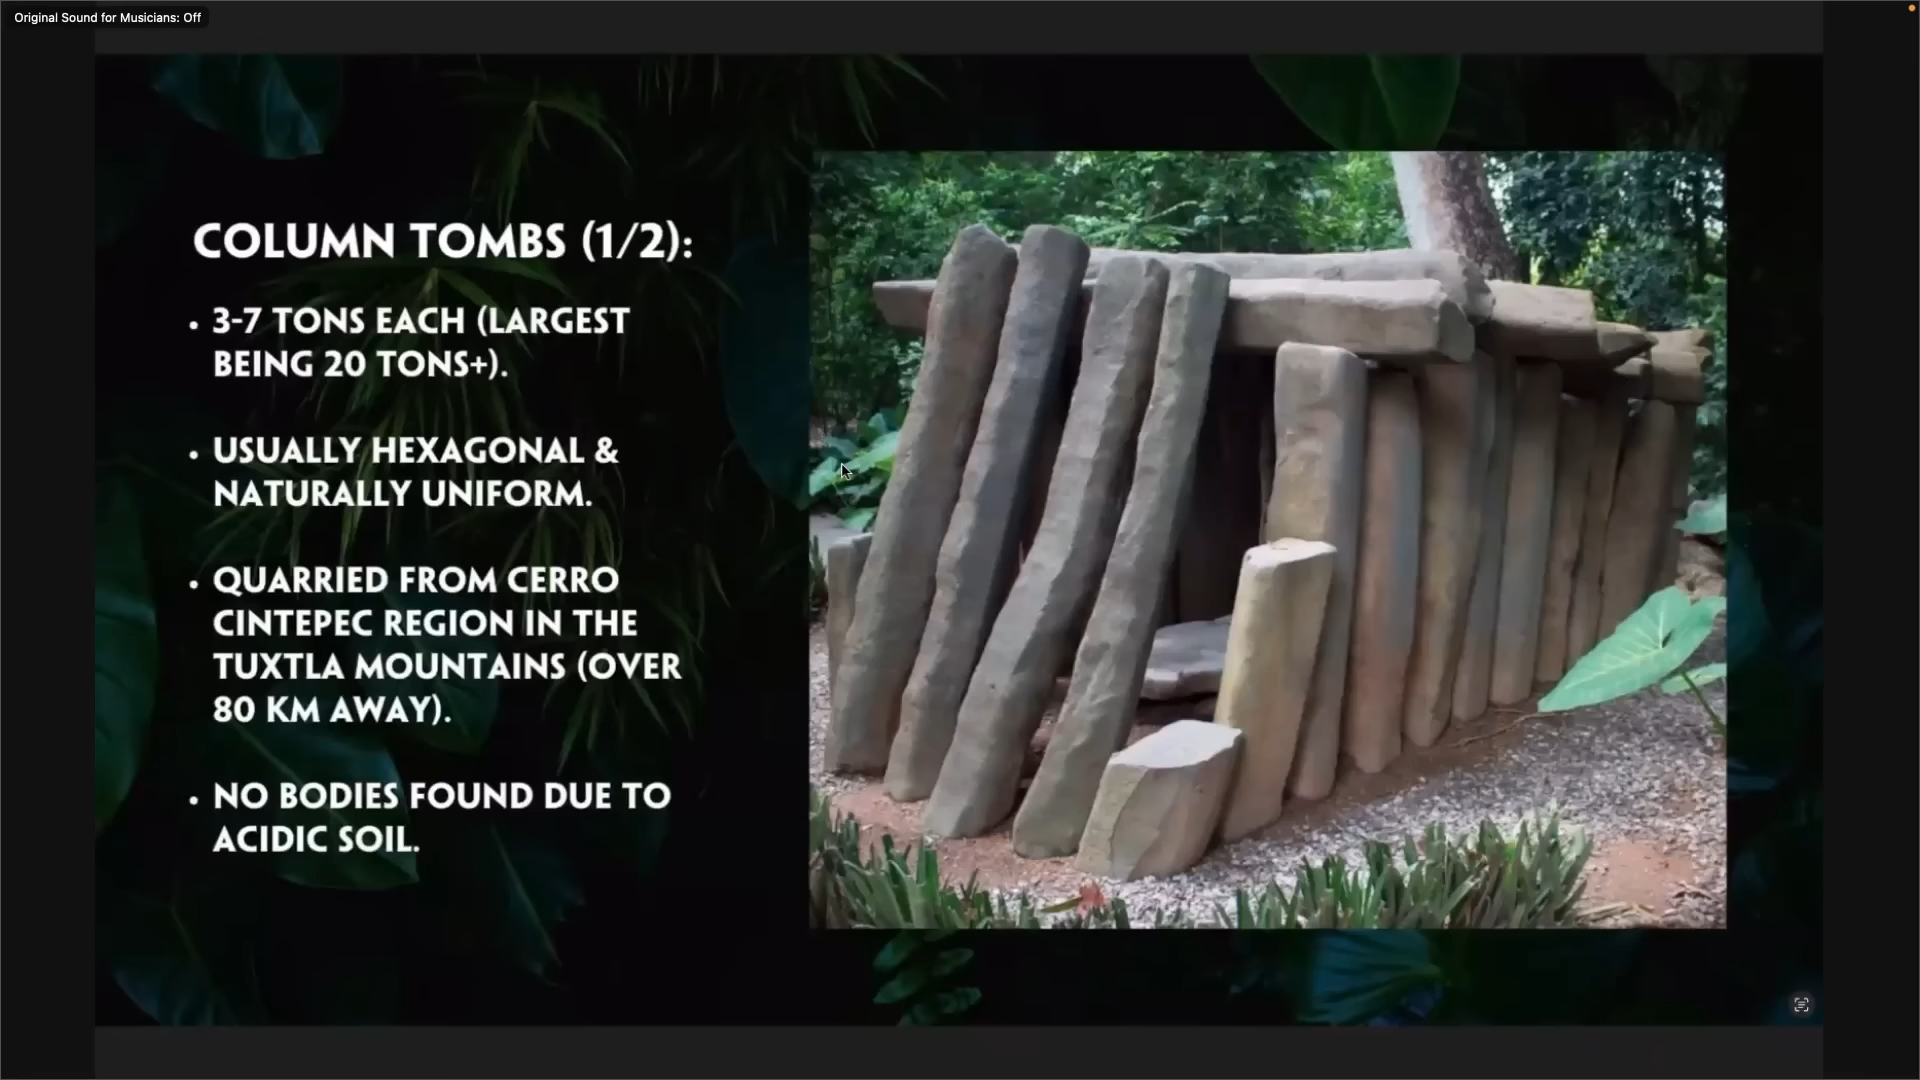 Original Sound for Musicians: Off
COLUMN TOMBS (1/2):
• 3-7 TONS EACH (LARGEST
BEING 20 TONS+).
• USUALLY HEXAGONAL &
NATURALLY UNIFORM.
• QUARRIED FROM CERRO
CINTEPEC REGION IN THE
TUXTLA MOUNTAINS (OVER
80 KM AWAY).
• NO BODIES FOUND DUE TO
ACIDIC SOIL.